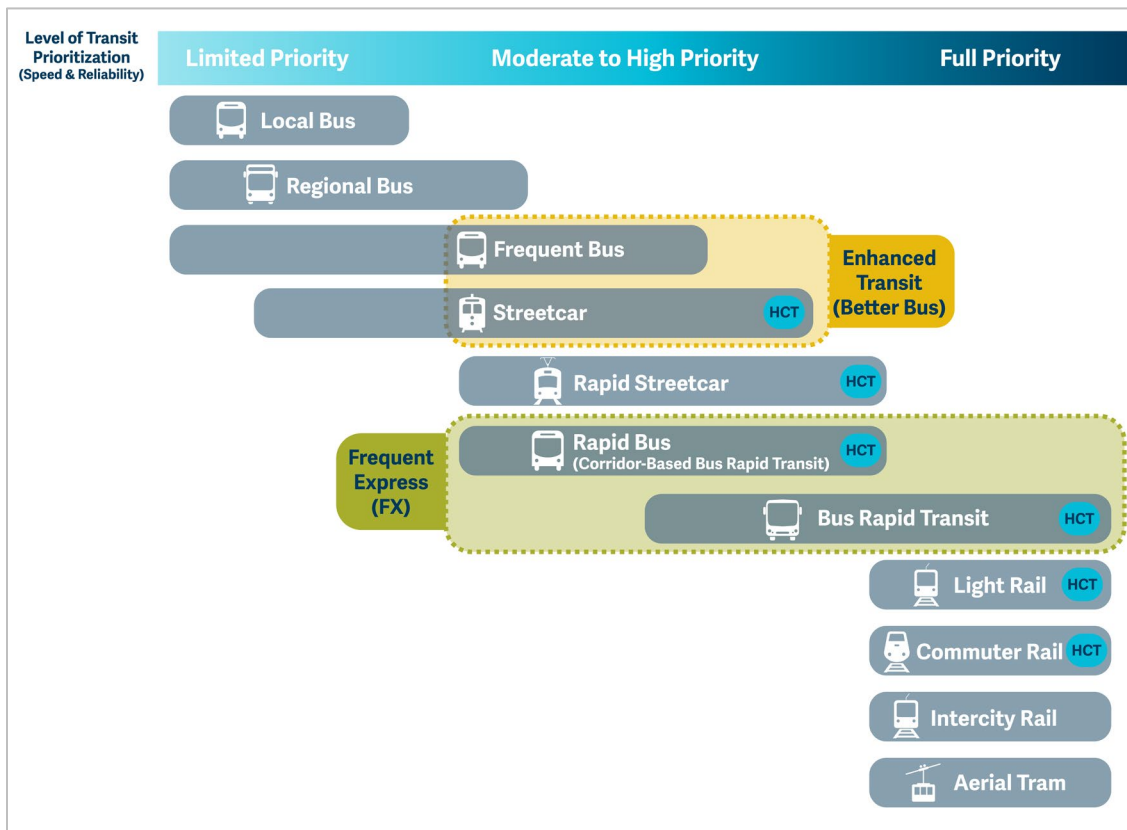 Level of Transit
Prioritization
(Speed & Reliability)
Limited Priority
Moderate to High Priority
Full Priority
Local Bus
Regional Bus
Frequent Bus
Streetcar
HCT
Enhanced
Transit
(Better Bus)
Rapid Streetcar
HCT
Frequent
Express
(FX)
Rapid Bus
(Corridor-Based Bus Rapid Transit)
HCT
Bus Rapid Transit
HCT
Light Rail
HCT
Commuter Rail
HCT
Intercity Rail
Aerial Tram